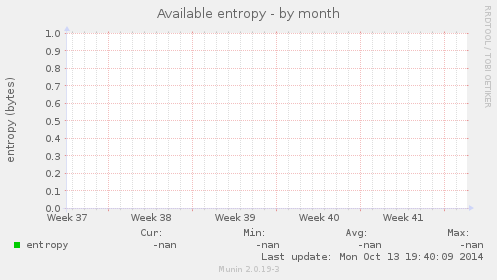 Available entropy - by month
RRDTOOL / TOBI OETIKER
entropy (bytes)
1.0
0.9
0.8
0.7
0.6
0.5
0.4
0.3
0.2
0.1
0.0
Week 37 Week 38 Week 39 Week 40 Week 41
Cur: Min: Avg: Max:
entropy -nan -nan -nan -nan
Last update: Mon Oct 13 19:40:09 2014
Munin 2.0.19-3